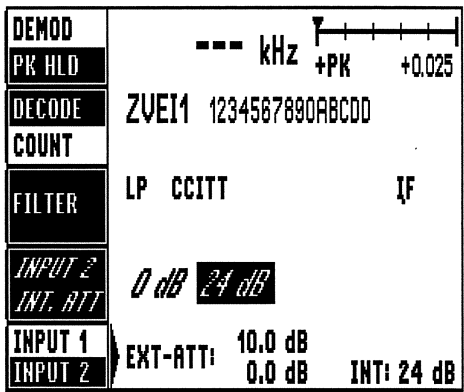 DEMOD
PK HLD
--- kHz
+PK +0.025
DECODE
COUNT
ZVEI1 1234567890ABCDD
FILTER
LP CCITT IF
INPUT 2
INT. ATT
0 dB 24 dB
INPUT 1
INPUT 2
EXT-ATT: 10.0 dB
0.0 dB INT: 24 dB